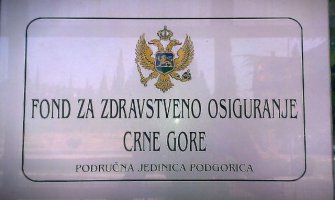 FOND ZA ZDRAVSTVENO OSIGURANJE
CRNE GORE
PODRUČNA JEDINICA PODGORICA